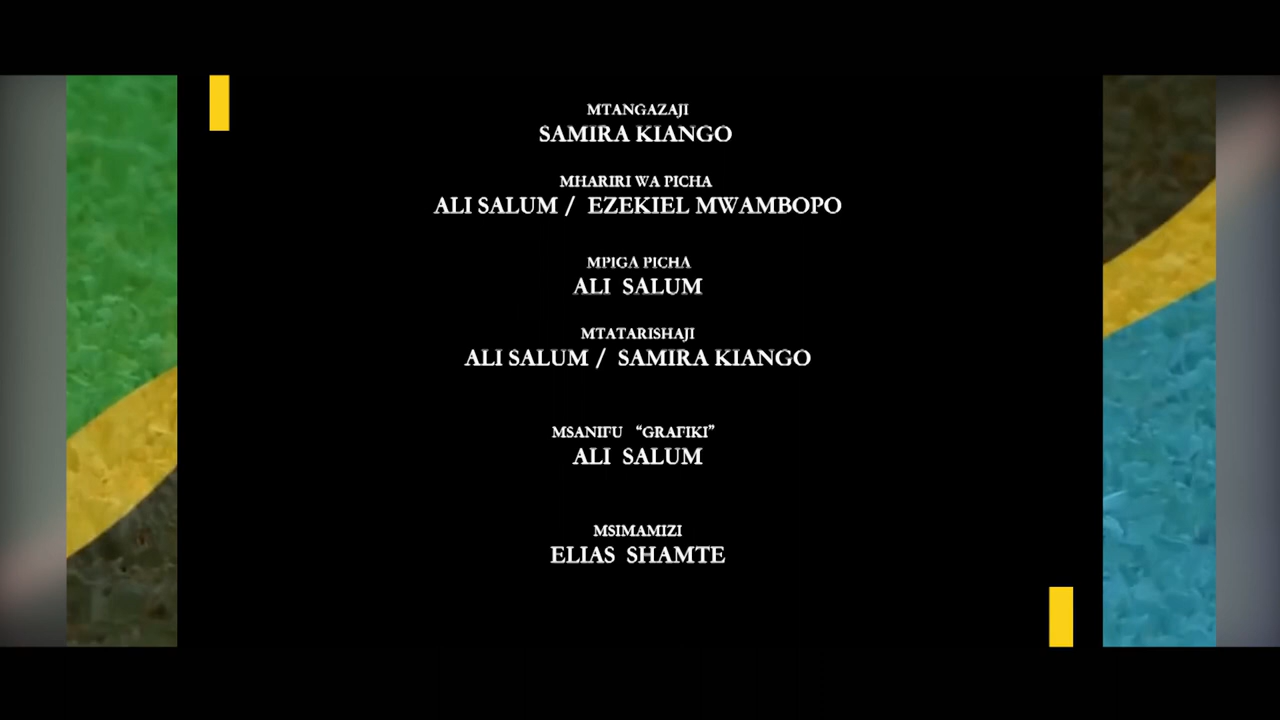 MTANGAZAJI
SAMIRA KIANGO
MHARIRI WA PICHA
ALI SALUM / EZEKIEL MWAMBOPO
MPIGA PICHA
ALI SALUM
MTATARISHAJI
ALI SALUM / SAMIRA KIANGO
MSANIFU “GRAFIKI”
ALI SALUM
MSIMAMIZI
ELIAS SHAMTE